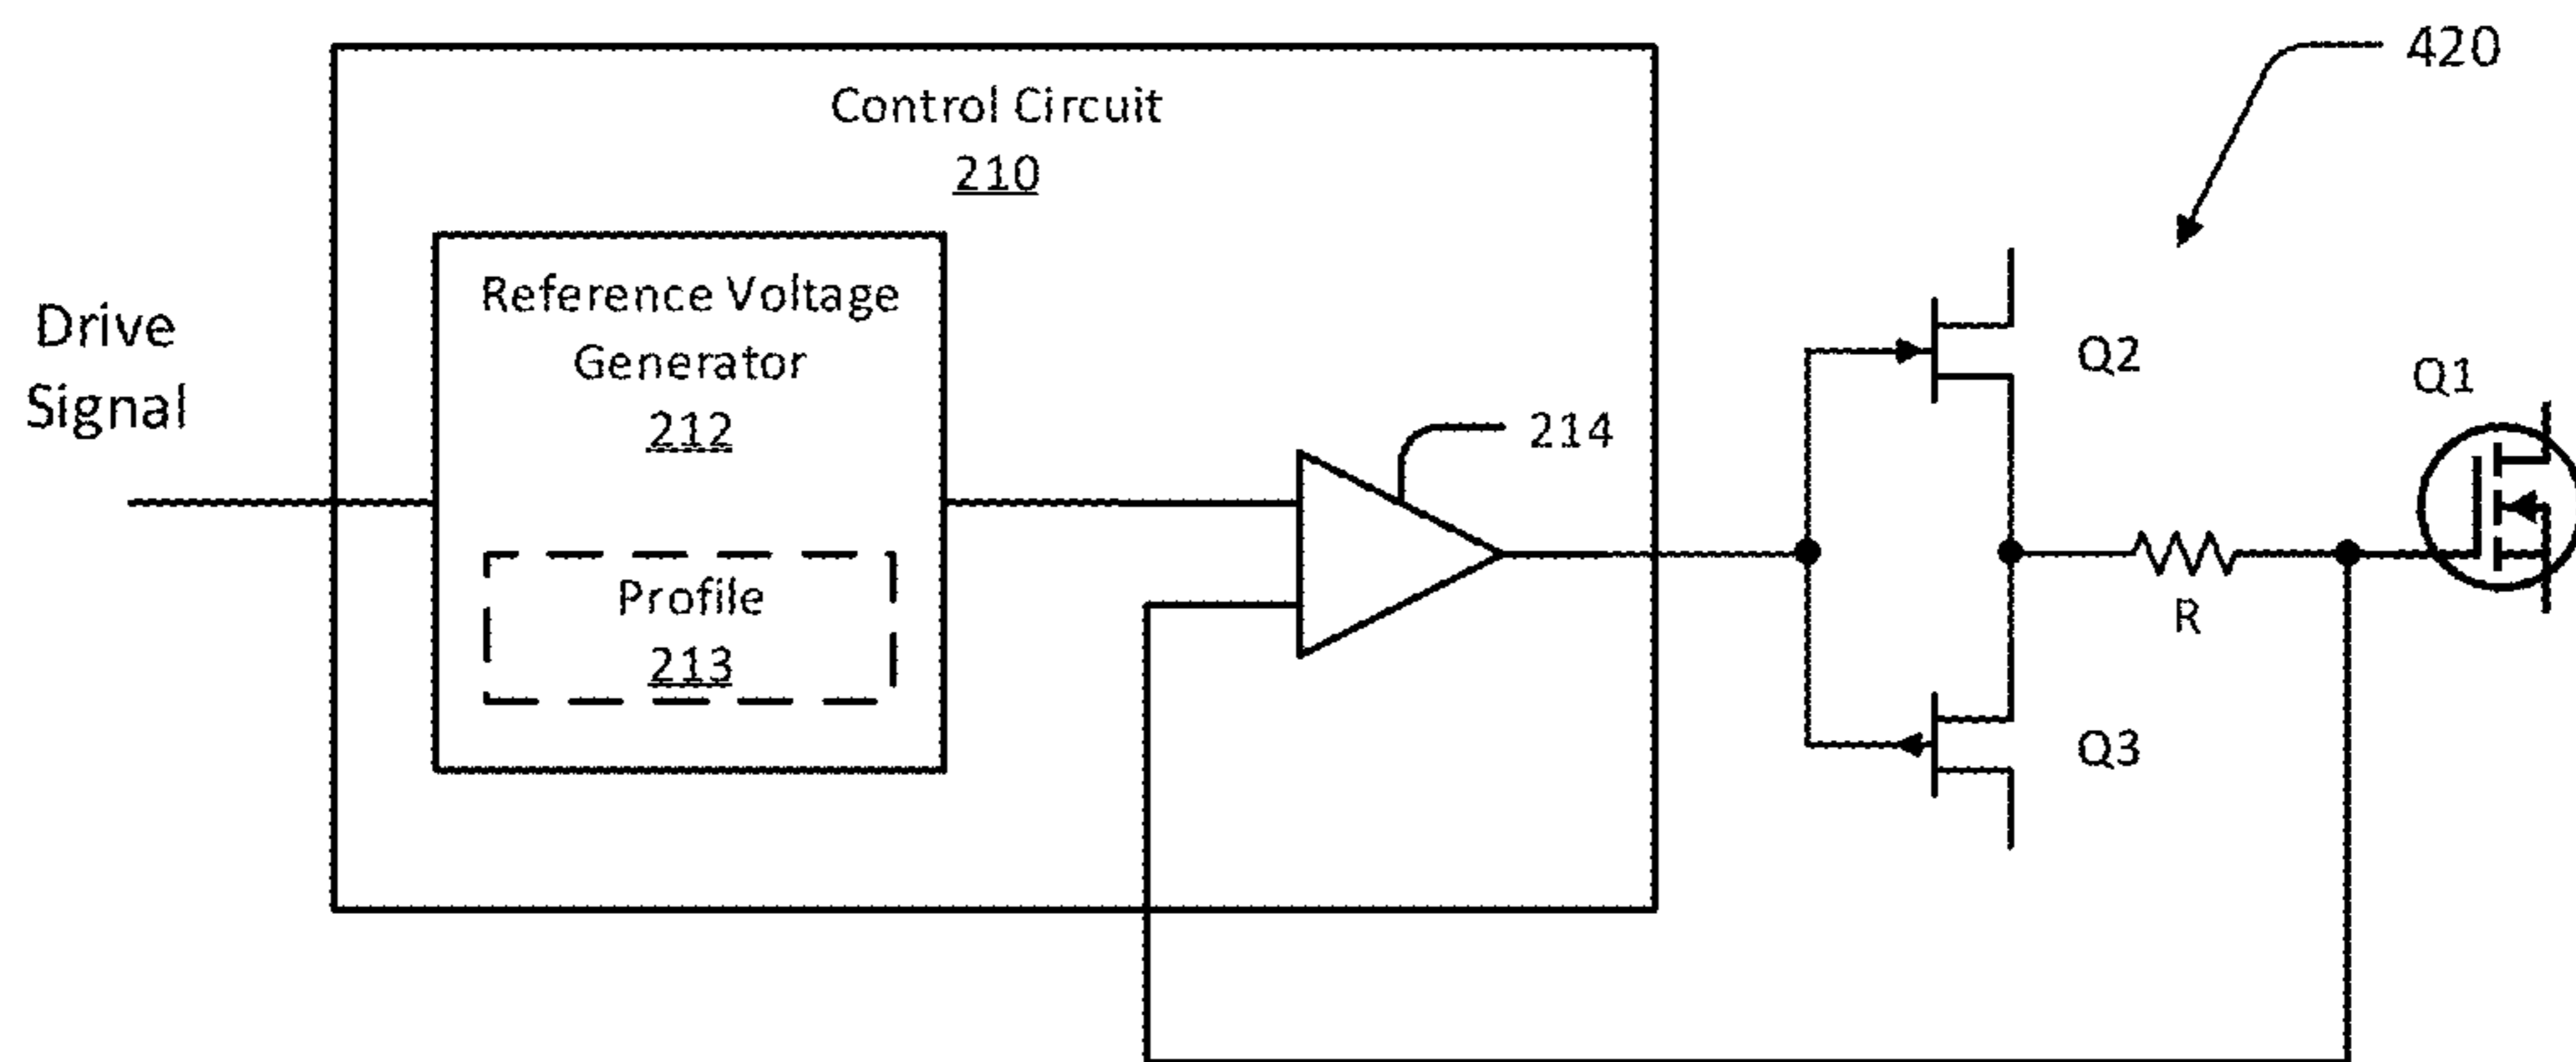 Control Circuit
210
420
Drive
Signal
Reference Voltage
Generator
212
Profile
213
214
Q2
Q1
R
Q3